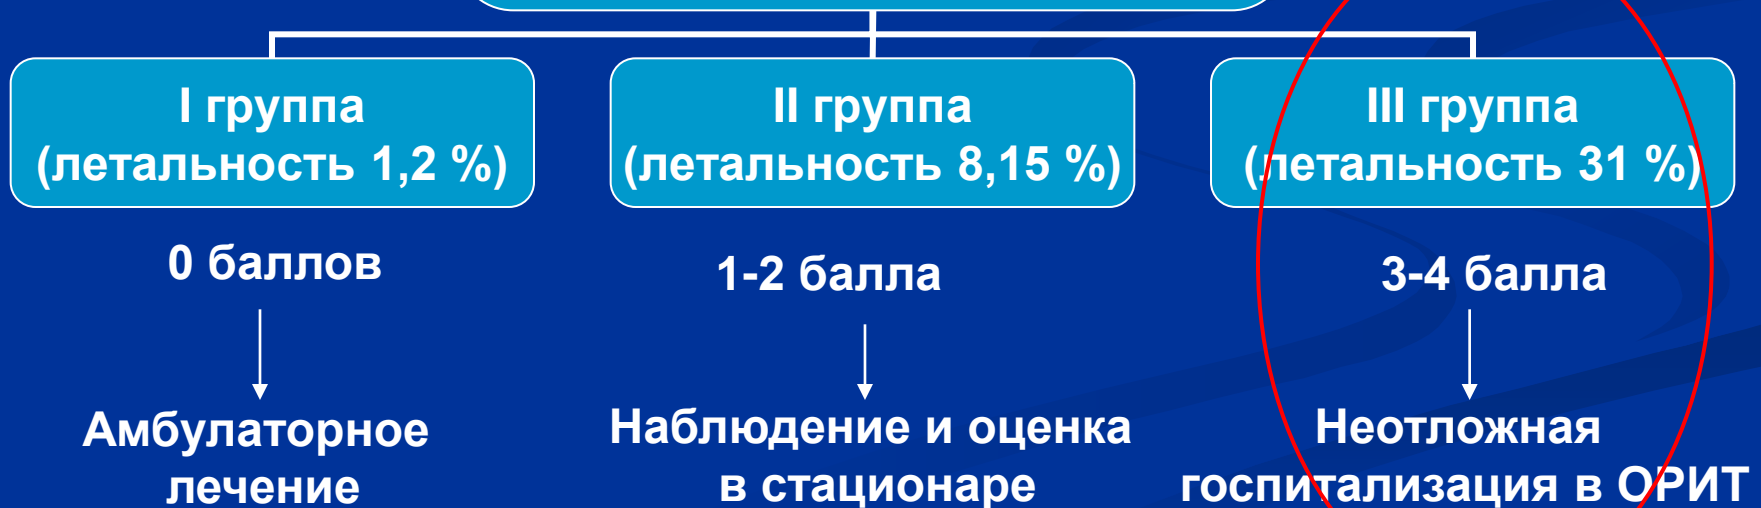 I группа
(летальность 1,2 %)
II группа
(летальность 8,15 %)
III группа
(летальность 31 %)
0 баллов
1-2 балла
3-4 балла
Амбулаторное
лечение
Наблюдение и оценка
в стационаре
Неотложная
госпитализация в ОРИТ